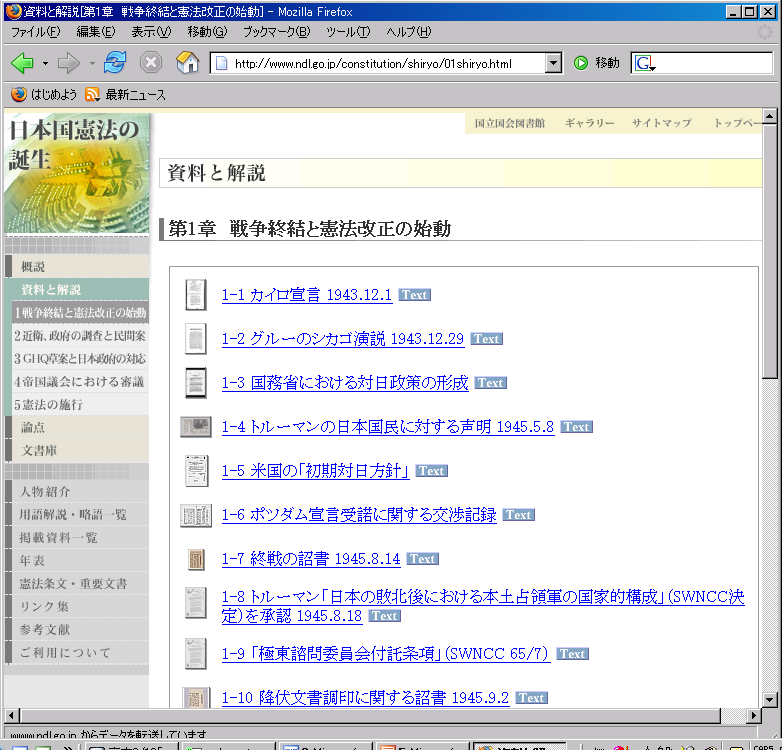 資料と解説[第1章　戦争終結と憲法改正の始動] - Mozilla Firefox
ファイル(F) 編集(E) 表示(V) 移動(G) ブックマーク(B) ツール(T) ヘルプ(H)
http://www.ndl.go.jp/constitution/shiryo/01shiryo.html 移動 G
はじめよう 最新ニュース
日本国憲法の
誕生
国立国会図書館 ギャラリー サイトマップ トップペー
資料と解説
第1章　戦争終結と憲法改正の始動
概説
資料と解説
1 戦争終結と憲法改正の始動
2 近衛、政府の調査と民間案
3 GHQ草案と日本政府の対応
4 帝国議会における審議
5 憲法の施行
論点
文書庫
人物紹介
用語解説・略語一覧
掲載資料一覧
年表
憲法条文・重要文書
リンク集
参考文献
ご利用について
1-1 カイロ宣言 1943.12.1 Text
1-2 グルーのシカゴ演説 1943.12.29 Text
1-3 国務省における対日政策の形成 Text
1-4 トルーマンの日本国民に対する声明 1945.5.8 Text
1-5 米国の「初期対日方針」 Text
1-6 ポツダム宣言受諾に関する交渉記録 Text
1-7 終戦の詔書 1945.8.14 Text
1-8 トルーマン「日本の敗北後における本土占領軍の国家的構成」（SWNCC決
定）を承認 1945.8.18 Text
1-9 「極東諮問委員会付託条項」（SWNCC 65/7） Text
1-10 降伏文書調印に関する詔書 1945.9.2 Text
www.ndl.go.jp からデータを転送しています